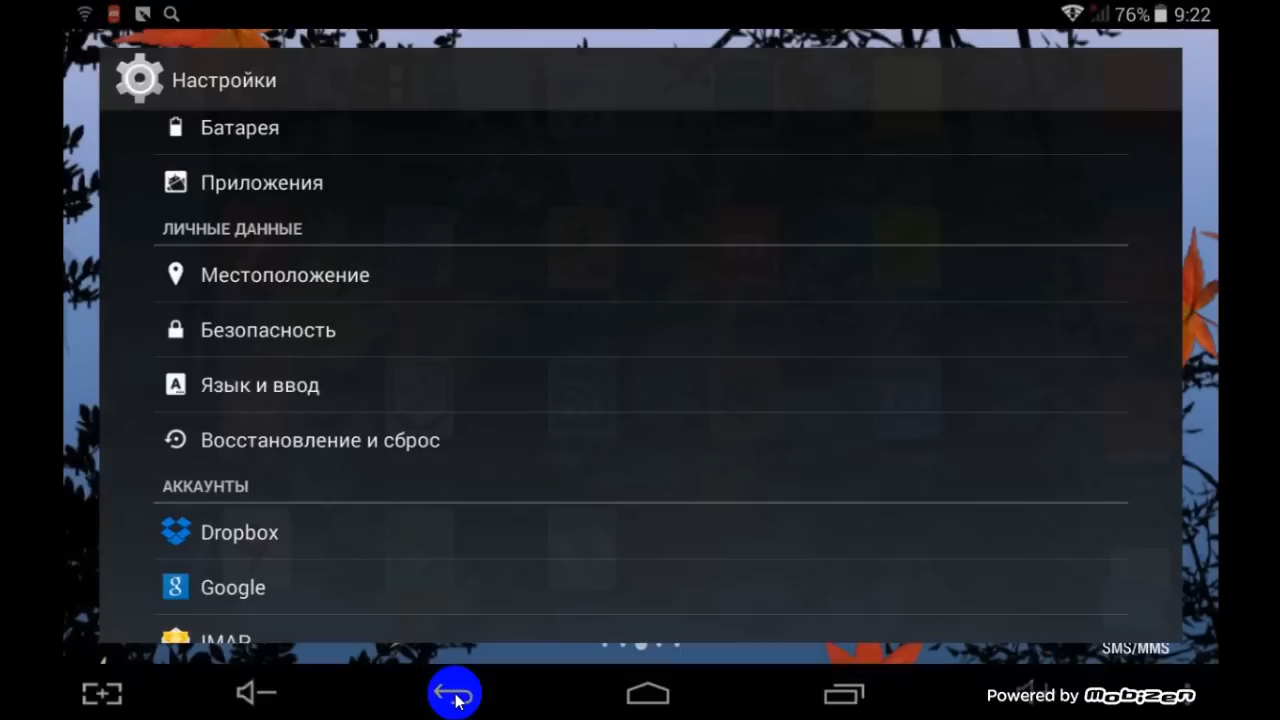 76% 9:22
Настройки
Батарея
Приложения
ЛИЧНЫЕ ДАННЫЕ
Местоположение
Безопасность
Язык и ввод
Восстановление и сброс
АККАУНТЫ
Dropbox
Google
IMAP
SMS/MMS
Powered by Mobizen